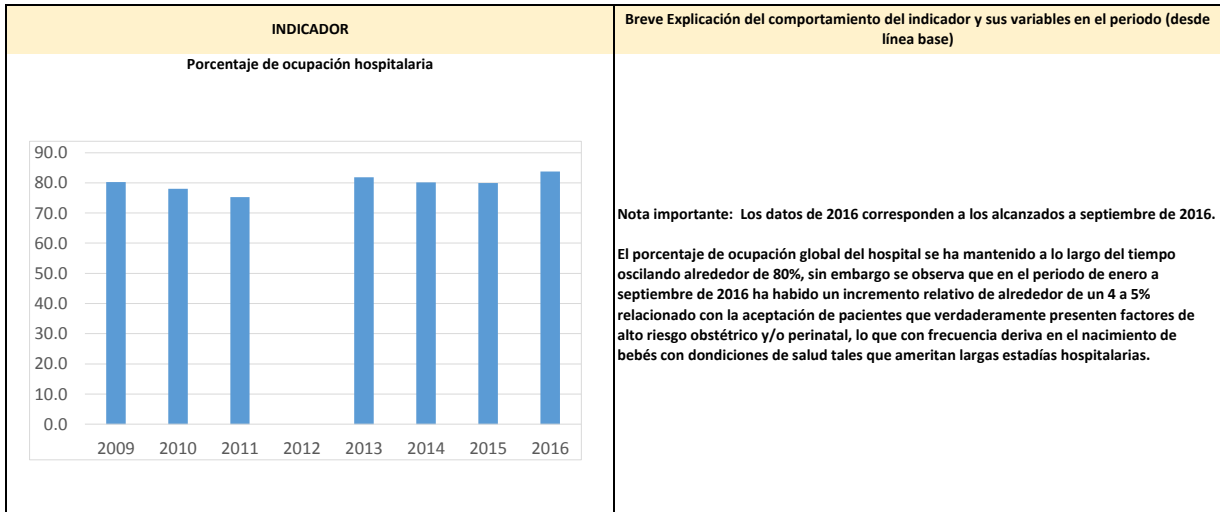 INDICADOR
Breve Explicación del comportamiento del indicador y sus variables en el periodo (desde
línea base)
Porcentaje de ocupación hospitalaria
90.0
80.0
70.0
60.0
50.0
40.0
30.0
20.0
10.0
0.0
2009 2010 2011 2012 2013 2014 2015 2016
Nota importante: Los datos de 2016 corresponden a los alcanzados a septiembre de 2016.
El porcentaje de ocupación global del hospital se ha mantenido a lo largo del tiempo
oscilando alrédedor de 80%, sin embargo se observa que en el periodo de enero a
septiembre de 2016 ha habido un incremento relativo de alrédedor de un 4 a 5%
relacionado con la aceptación de pacientes que verdaderamente presenten factores de
alto riesgo obstétrico y/o perinatal, lo que con frecuencia deriva en el nacimiento de
bebés con dondiciones de salud tales que ameritan largas estadías hospitalarias.